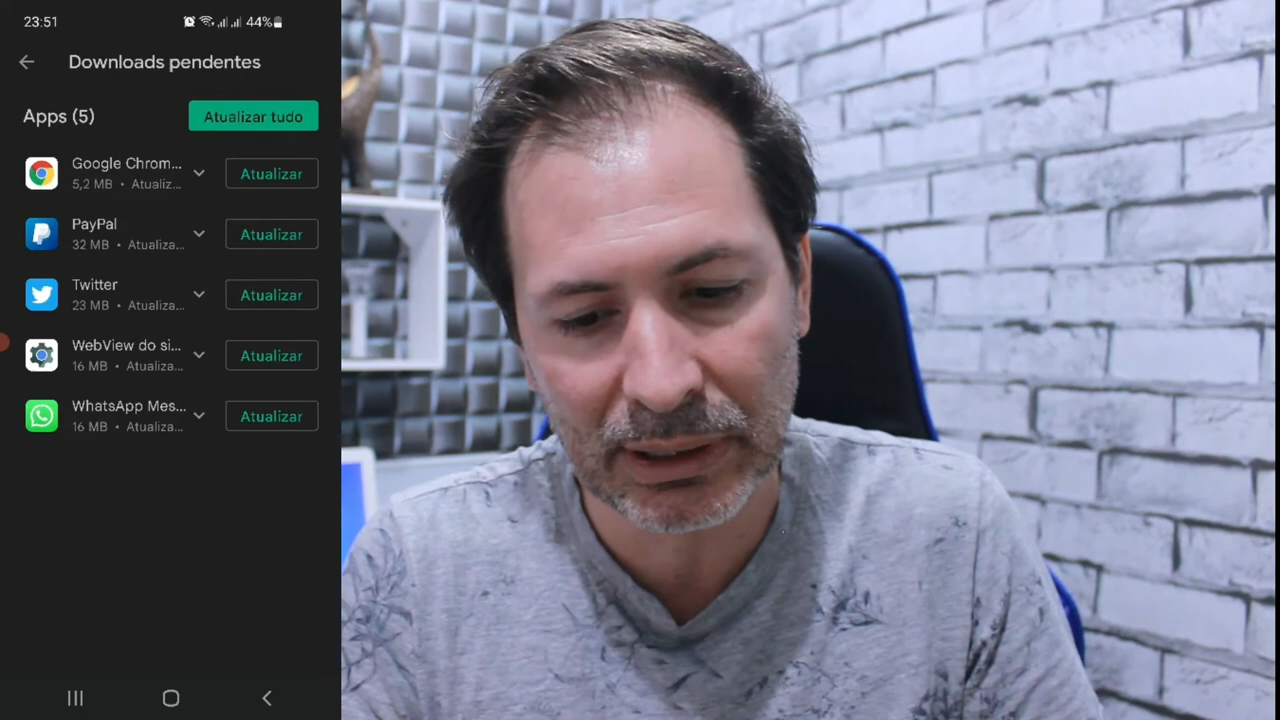 23:51
44%
Downloads pendentes
Apps (5)
Atualizar tudo
Google Chrom...
5,2 MB • Atualiz...
Atualizar
PayPal
32 MB • Atualiza...
Atualizar
Twitter
23 MB • Atualiza...
Atualizar
WebView do si...
16 MB • Atualiza...
Atualizar
WhatsApp Mes...
16 MB • Atualiza...
Atualizar